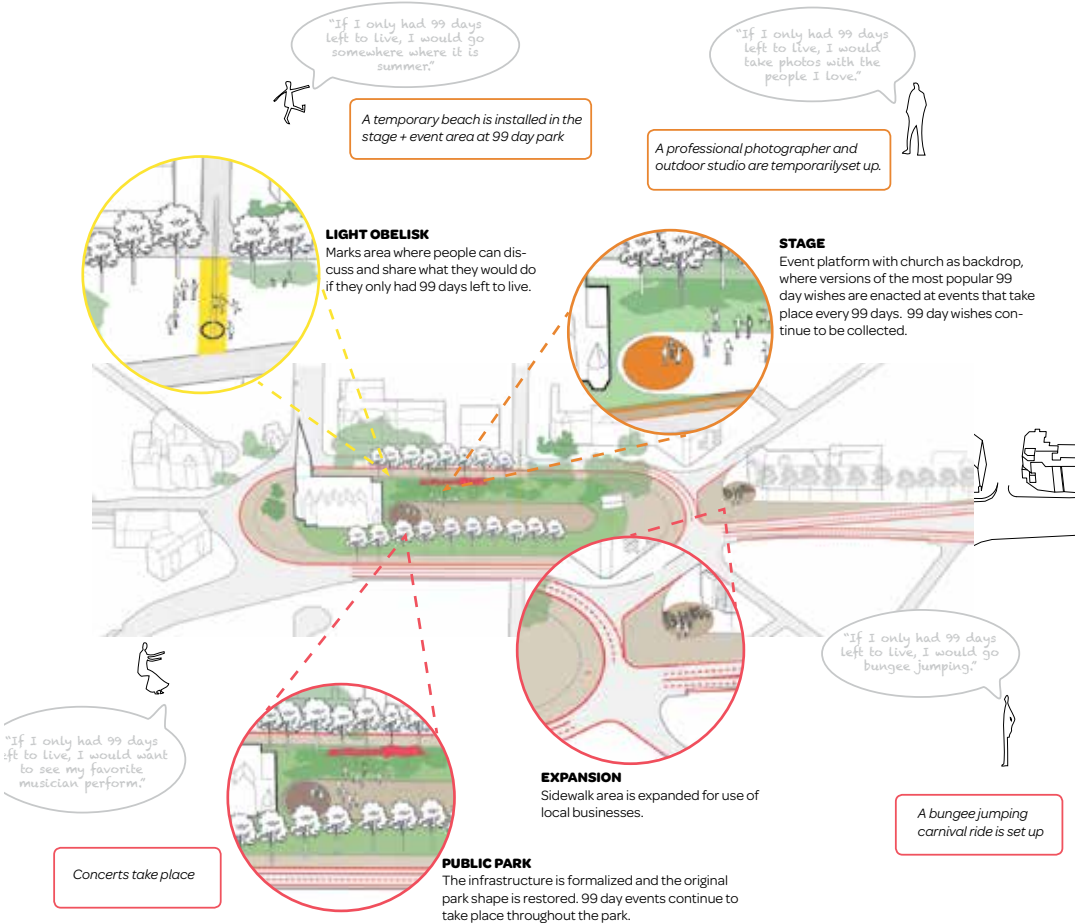 "If I only had 99 days
left to live, I would go
somewhere where it is
summer."
"If I only had 99 days
left to live, I would
take photos with the
people I love."
A temporary beach is installed in the
stage + event area at 99 day park
A professional photographer and
outdoor studio are temporarilyset up.
LIGHT OBELISK
Marks area where people can dis-
cuss and share what they would do
if they only had 99 days left to live.
STAGE
Event platform with church as backdrop,
where versions of the most popular 99
day wishes are enacted at events that take
place every 99 days. 99 day wishes con-
tinue to be collected.
"If I only had 99 days
left to live, I would go
bungee jumping."
"If I only had 99 days
ft to live, I would want
to see my favorite
musician perform."
EXPANSION
Sidewalk area is expanded for use of
local businesses.
A bungee jumping
carnival ride is set up
Concerts take place
PUBLIC PARK
The infrastructure is formalized and the original
park shape is restored. 99 day events continue to
take place throughout the park.